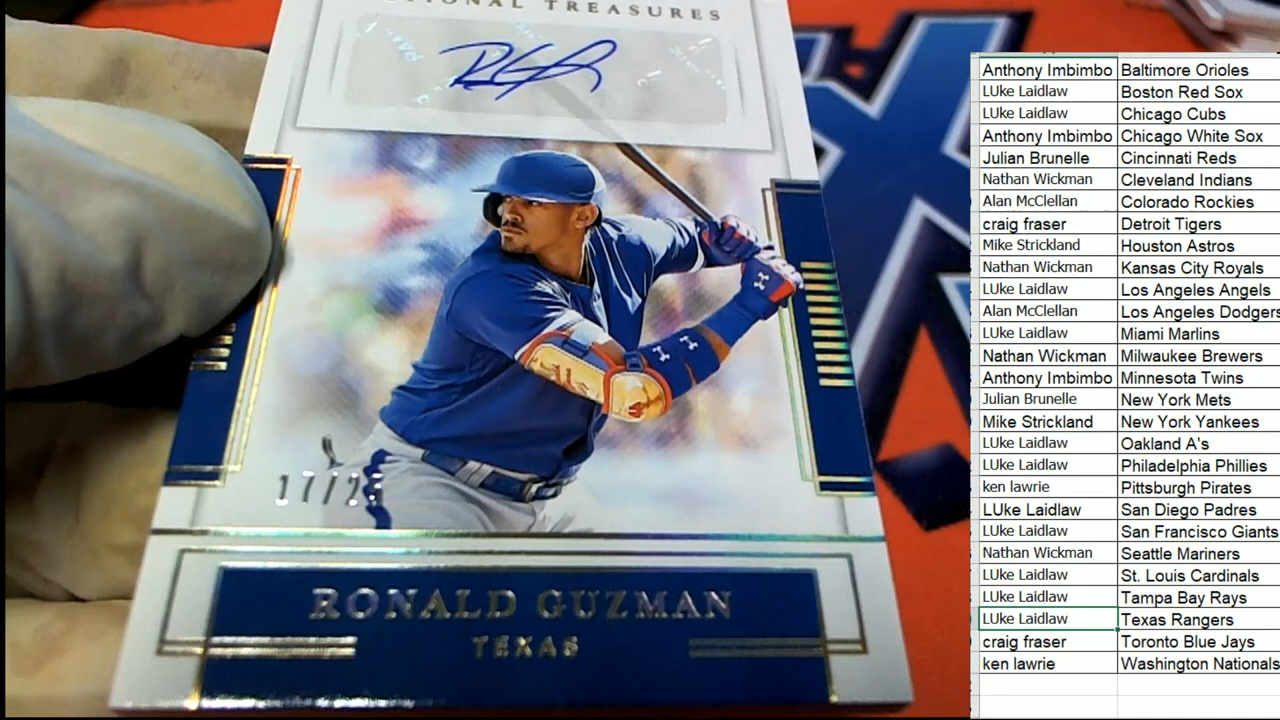 TREASURES
RONALD GUZMAN
TEXAS
Anthony Imbimbo Baltimore Orioles
LUke Laidlaw Boston Red Sox
LUke Laidlaw Chicago Cubs
Anthony Imbimbo Chicago White Sox
Julian Brunelle Cincinnati Reds
Nathan Wickman Cleveland Indians
Alan McClellan Colorado Rockies
craig fraser Detroit Tigers
Mike Strickland Houston Astros
Nathan Wickman Kansas City Royals
LUke Laidlaw Los Angeles Angels
Alan McClellan Los Angeles Dodgers
LUke Laidlaw Miami Marlins
Nathan Wickman Milwaukee Brewers
Anthony Imbimbo Minnesota Twins
Julian Brunelle New York Mets
Mike Strickland New York Yankees
LUke Laidlaw Oakland A's
LUke Laidlaw Philadelphia Phillies
ken lawrie Pittsburgh Pirates
LUke Laidlaw San Diego Padres
LUke Laidlaw San Francisco Giants
Nathan Wickman Seattle Mariners
LUke Laidlaw St. Louis Cardinals
LUke Laidlaw Tampa Bay Rays
LUke Laidlaw Texas Rangers
craig fraser Toronto Blue Jays
ken lawrie Washington Nationals